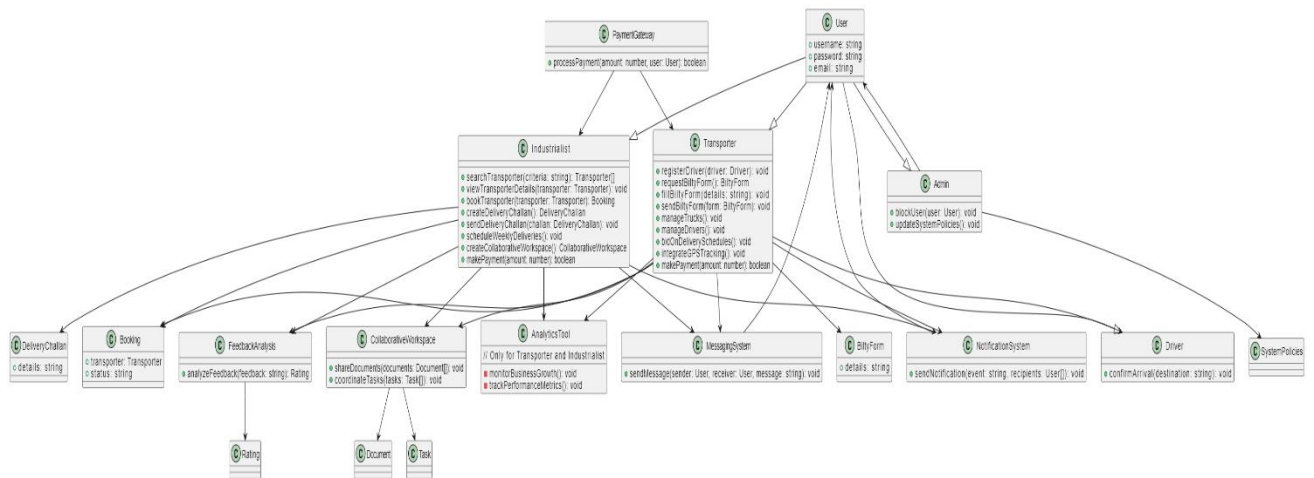 C PaymentGateway
processPayment(amount: number, user: User): boolean
C User
username: string
password: string
email: string
C Industrialist
searchTransporter(criteria: string): Transporter[]
viewTransporterDetails(transporter: Transporter): void
bookTransporter(transporter: Transporter): Booking
createDeliveryChallan(): DeliveryChallan
sendDeliveryChallan(challan: DeliveryChallan): void
scheduleWeeklyDeliveries(): void
createCollaborativeWorkspace(): CollaborativeWorkspace
makePayment(amount: number): boolean
C Transporter
registerDriver(driver: Driver): void
requestBiltyForm(): BiltyForm
fillBiltyForm(details: string): void
sendBiltyForm(form: BiltyForm): void
manageTrucks(): void
manageDrivers(): void
bidOnDeliverySchedules(): void
integrateGPSTracking(): void
makePayment(amount: number): boolean
C Admin
blockUser(user: User): void
updateSystemPolicies(): void
C DeliveryChallan
details: string
C Booking
transporter: Transporter
status: string
C FeedbackAnalysis
analyzeFeedback(feedback: string): Rating
C CollaborativeWorkspace
shareDocuments(documents: Document[]): void
coordinateTasks(tasks: Task[]): void
C AnalyticsTool
// Only for Transporter and Industrialist
monitorBusinessGrowth(): void
trackPerformanceMetrics(): void
C MessagingSystem
sendMessage(sender: User, receiver: User, message: string): void
C BiltyForm
details: string
C NotificationSystem
sendNotification(event: string, recipients: User[]): void
C Driver
confirmArrival(destination: string): void
C SystemPolicies
C Rating
C Document
C Task